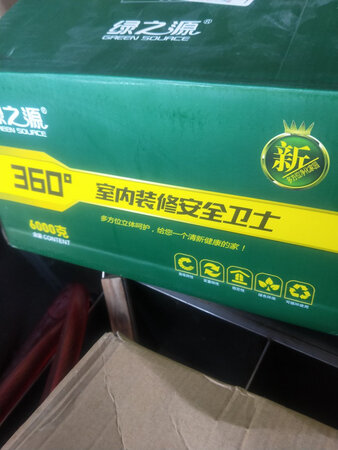 绿之源®
GREEN SOURCE
绿之源®
GREEN SOURCE
新
360°
室内装修安全卫士
6000克
CONTENT
多方位立体呵护，给您一个清新健康的家！